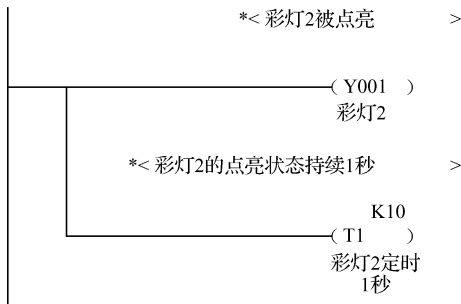 *< 彩灯2被点亮 >
( Y001 )
彩灯2
*< 彩灯2的点亮状态持续1秒 >
K10
( T1 )
彩灯2定时
1秒